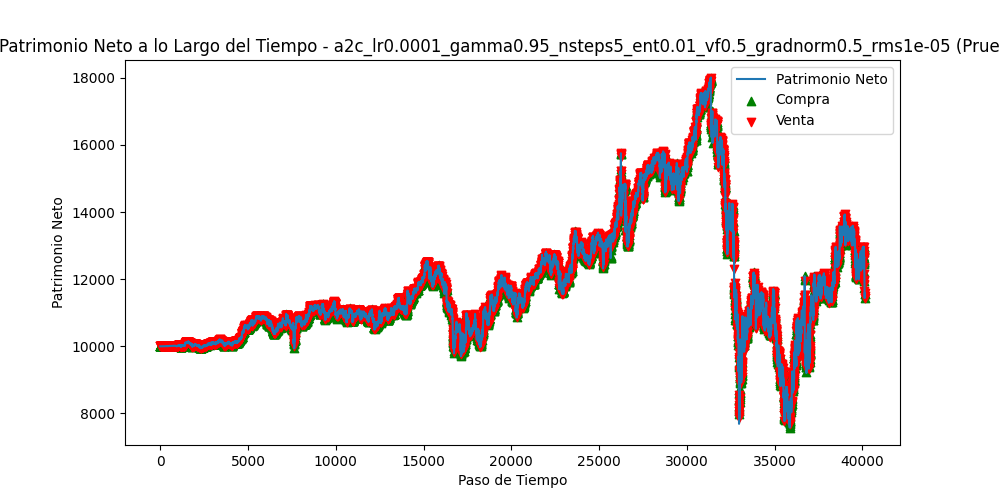 Patrimonio Neto a lo Largo del Tiempo - a2c_lr0.0001_gamma0.95_nsteps5_ent0.01_vf0.5_gradnorm0.5_rms1e-05 (Prue
Patrimonio Neto
Compra
Venta
18000
16000
14000
12000
10000
8000
Patrimonio Neto
0
5000
10000
15000
20000
25000
30000
35000
40000
Paso de Tiempo